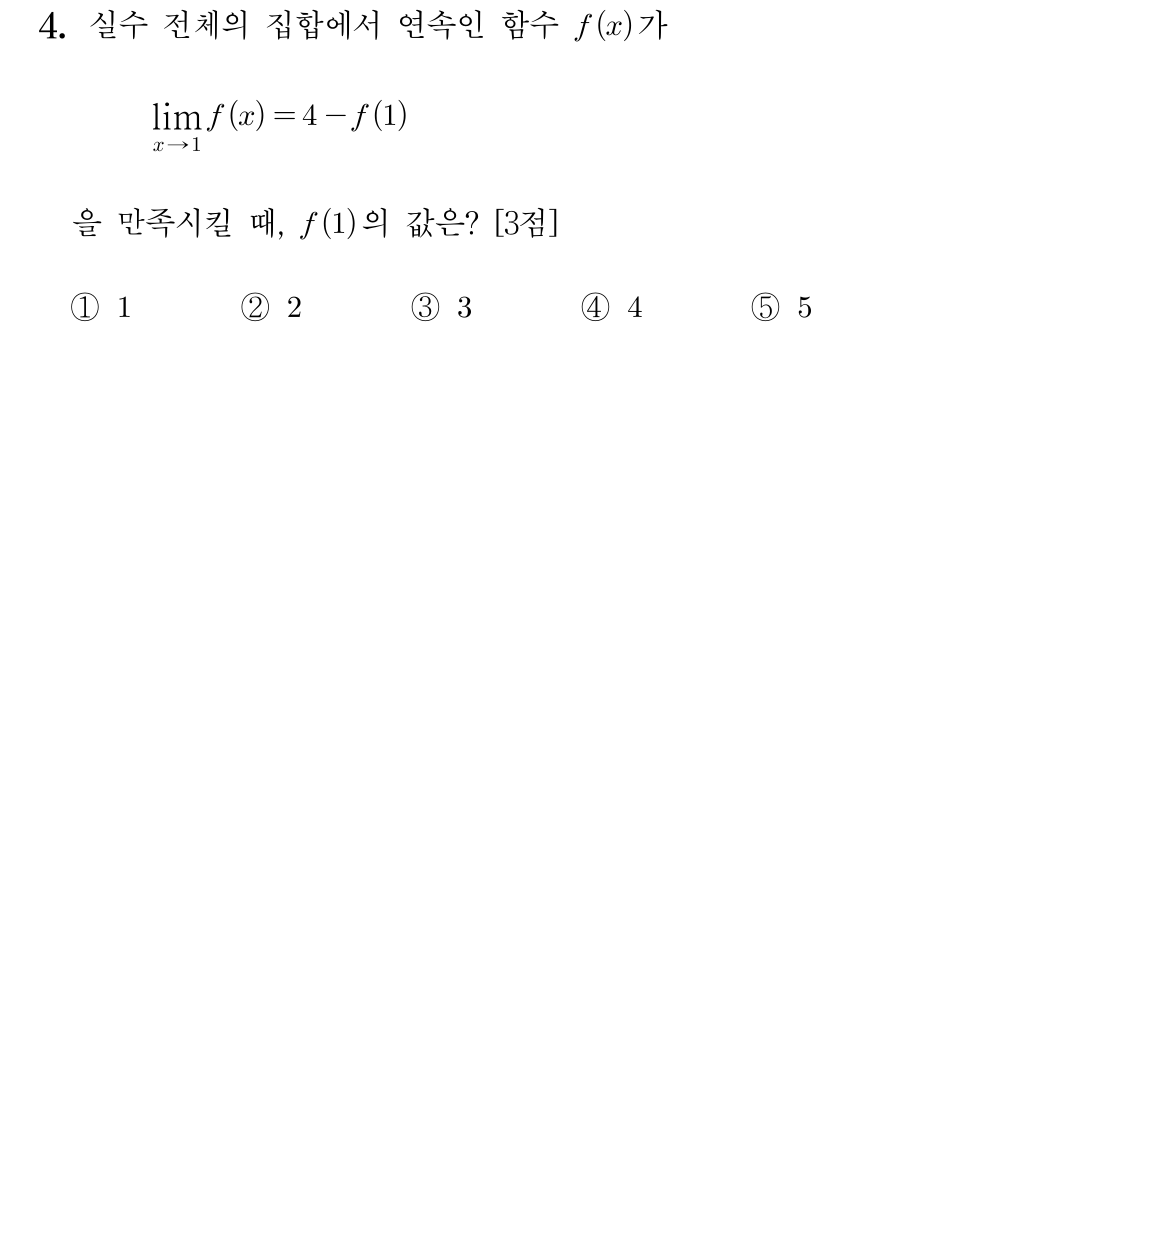 4. 실수 전체의 집합에서 연속인 함수 f(x)가
lim f(x) = 4 - f(1)
x→1
을 만족시킬 때, f(1)의 값은? [3점]
① 1 ② 2 ③ 3 ④ 4 ⑤ 5